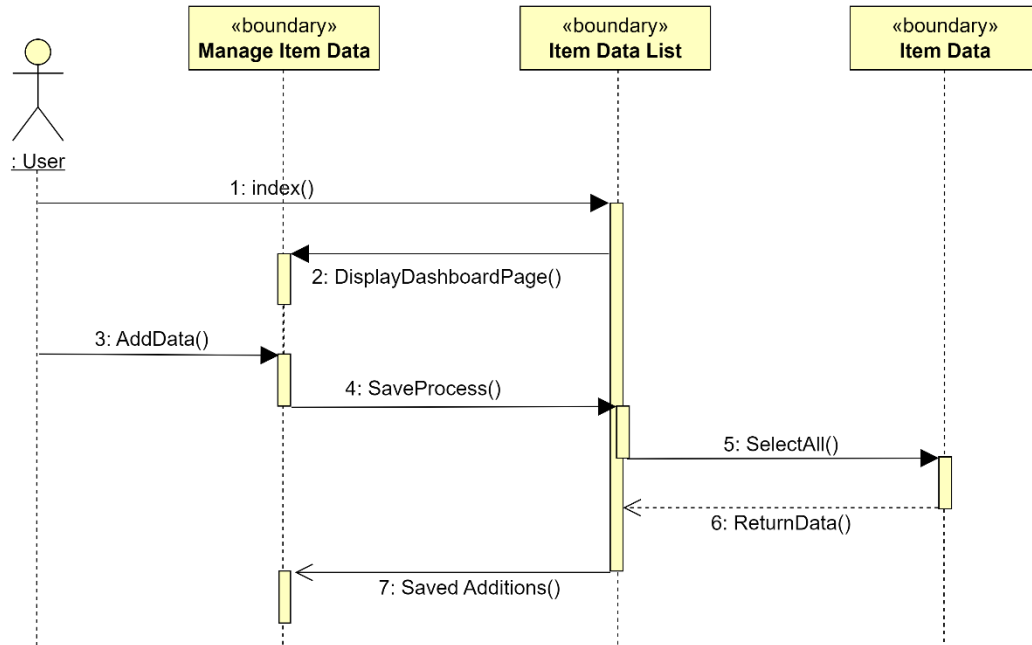 «boundary»
Manage Item Data
«boundary»
Item Data List
«boundary»
Item Data
: User
1: index()
2: DisplayDashboardPage()
3: AddData()
4: SaveProcess()
5: SelectAll()
6: ReturnData()
7: Saved Additions()